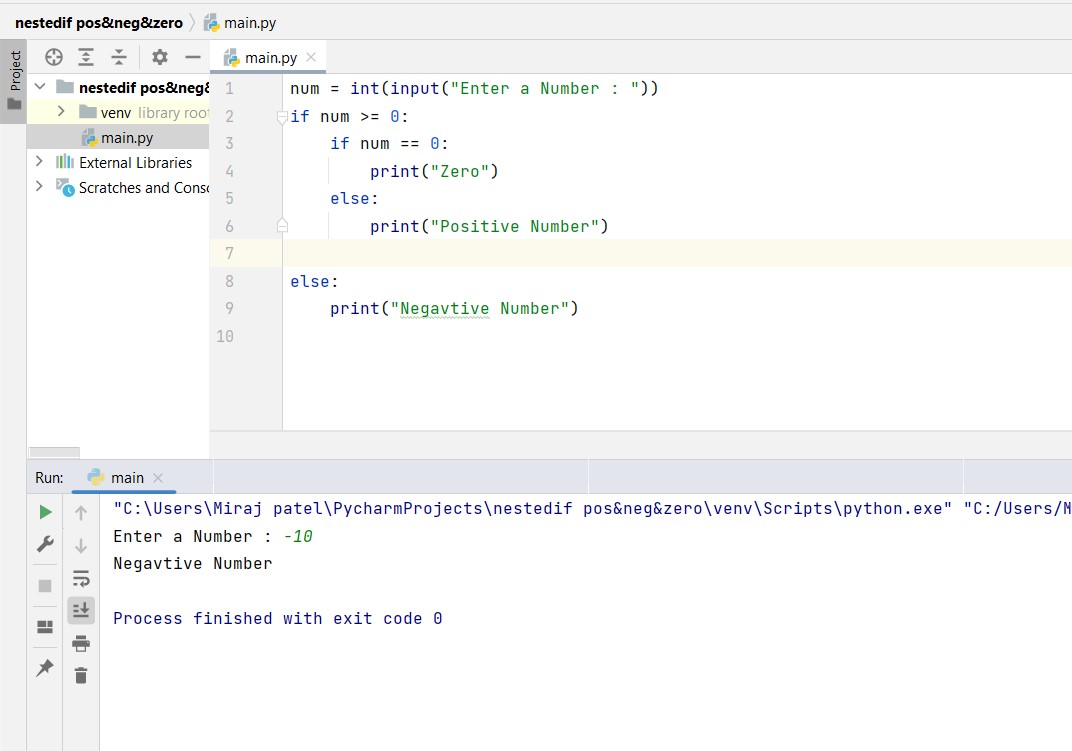 nestedif pos&neg&zero main.py
Project
main.py
nestedif pos&neg&
venv library root
main.py
External Libraries
Scratches and Conso
1 num = int(input("Enter a Number : "))
2 if num >= 0:
3 if num == 0:
4 print("Zero")
5 else:
6 print("Positive Number")
7
8 else:
9 print("Negavtive Number")
10
Run: main
"C:\Users\Miraj patel\PycharmProjects\nestedif pos&neg&zero\venv\Scripts\python.exe" "C:/Users/M
Enter a Number : -10
Negavtive Number
Process finished with exit code 0